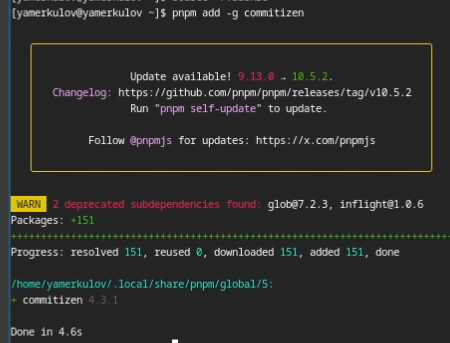 [yamerkulov@yamerkulov ~]$ pnpm add -g commitizen
Update available! 9.13.0 → 10.5.2.
Changelog: https://github.com/pnpm/pnpm/releases/tag/v10.5.2
Run "pnpm self-update" to update.
Follow @pnpmjs for updates: https://x.com/pnpmjs
WARN 2 deprecated subdependencies found: glob@7.2.3, inflight@1.0.6
Packages: +151
++++++++++++++++++++++++++++++++++++++++++++++++++++++++++++++++++++++++
Progress: resolved 151, reused 0, downloaded 151, added 151, done
/home/yamerkulov/.local/share/pnpm/global/5:
+ commitizen 4.3.1
Done in 4.6s